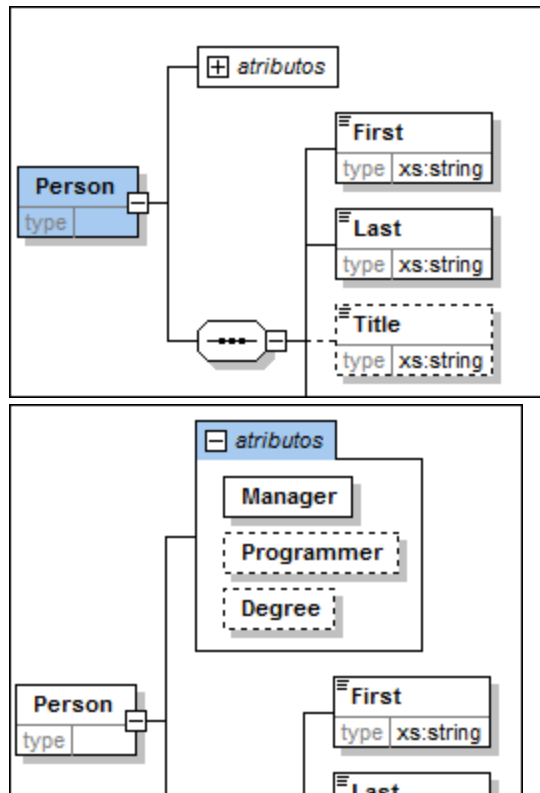 atributos
First
type xs:string
Person
type
Last
type xs:string
Title
type xs:string
atributos
Manager
Programmer
Degree
Person
type
First
type xs:string
Last